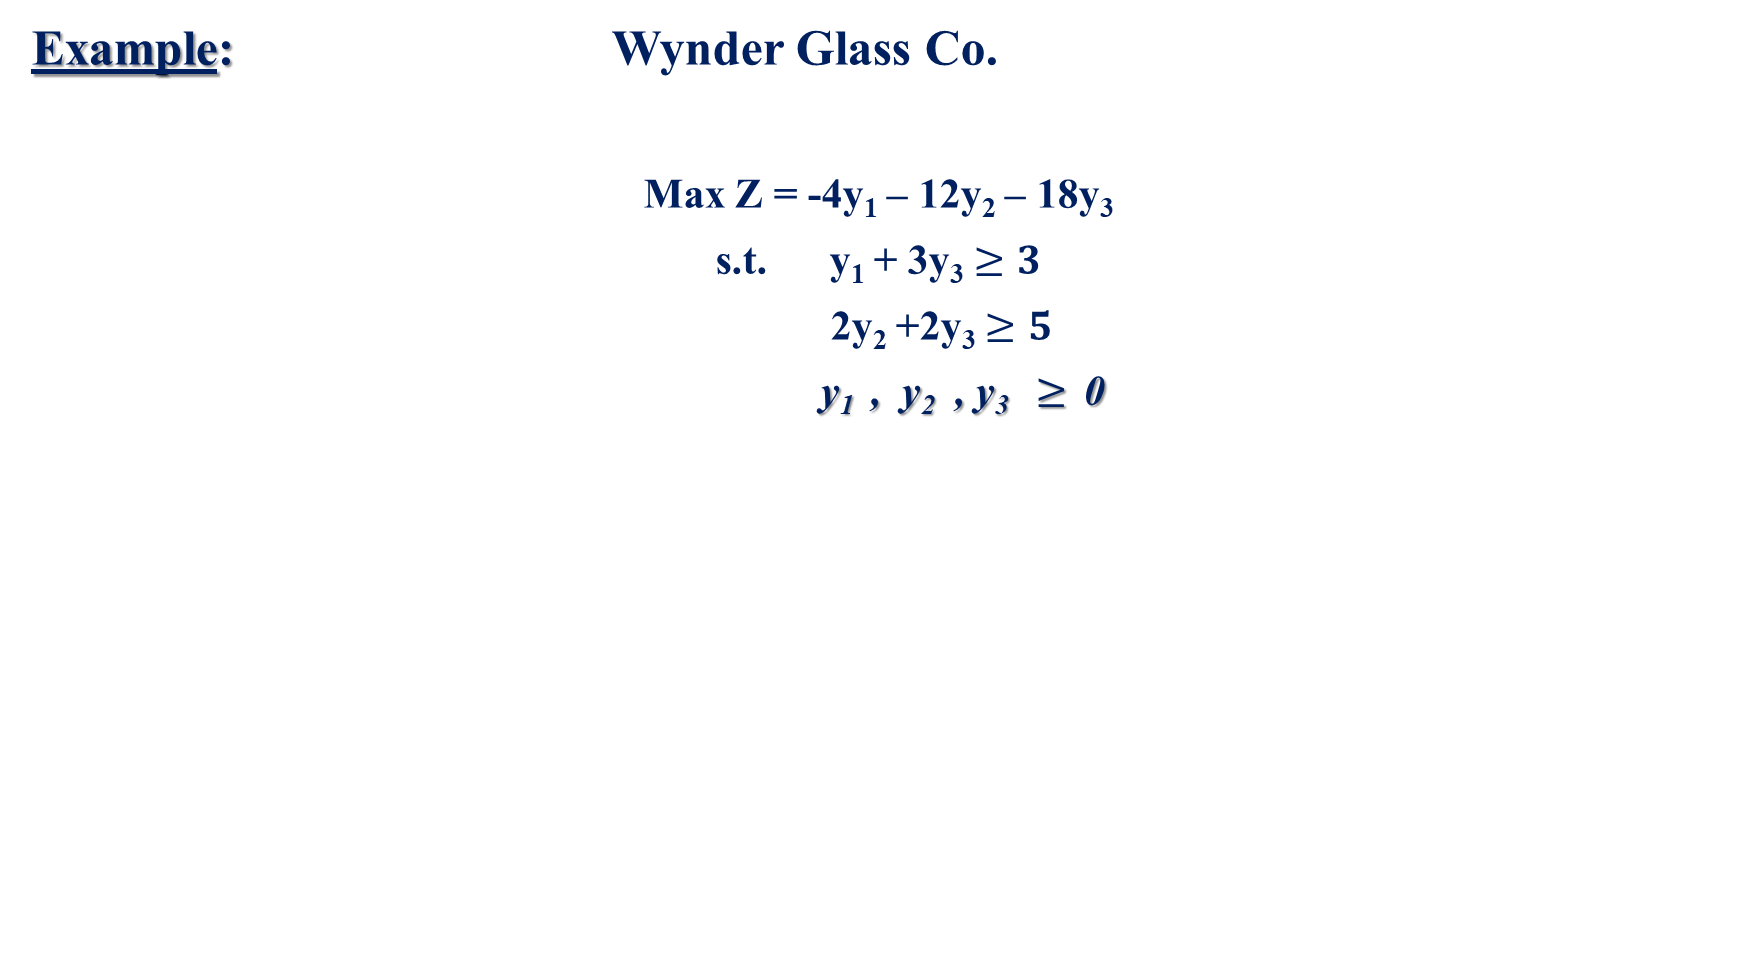 Example: Wynder Glass Co.
Max Z = -4y₁ – 12y₂ – 18y₃
s.t. y₁ + 3y₃ ≥ 3
2y₂ +2y₃ ≥ 5
y₁ , y₂ , y₃ ≥ 0